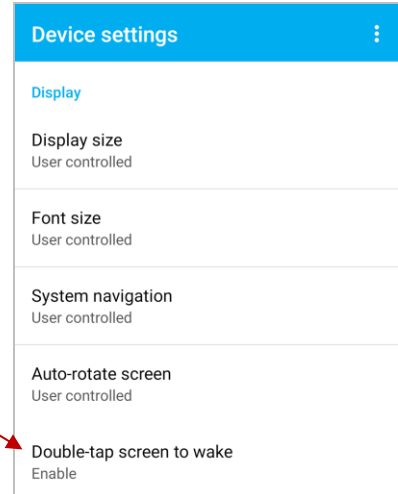 Device settings
Display
Display size
User controlled
Font size
User controlled
System navigation
User controlled
Auto-rotate screen
User controlled
Double-tap screen to wake
Enable